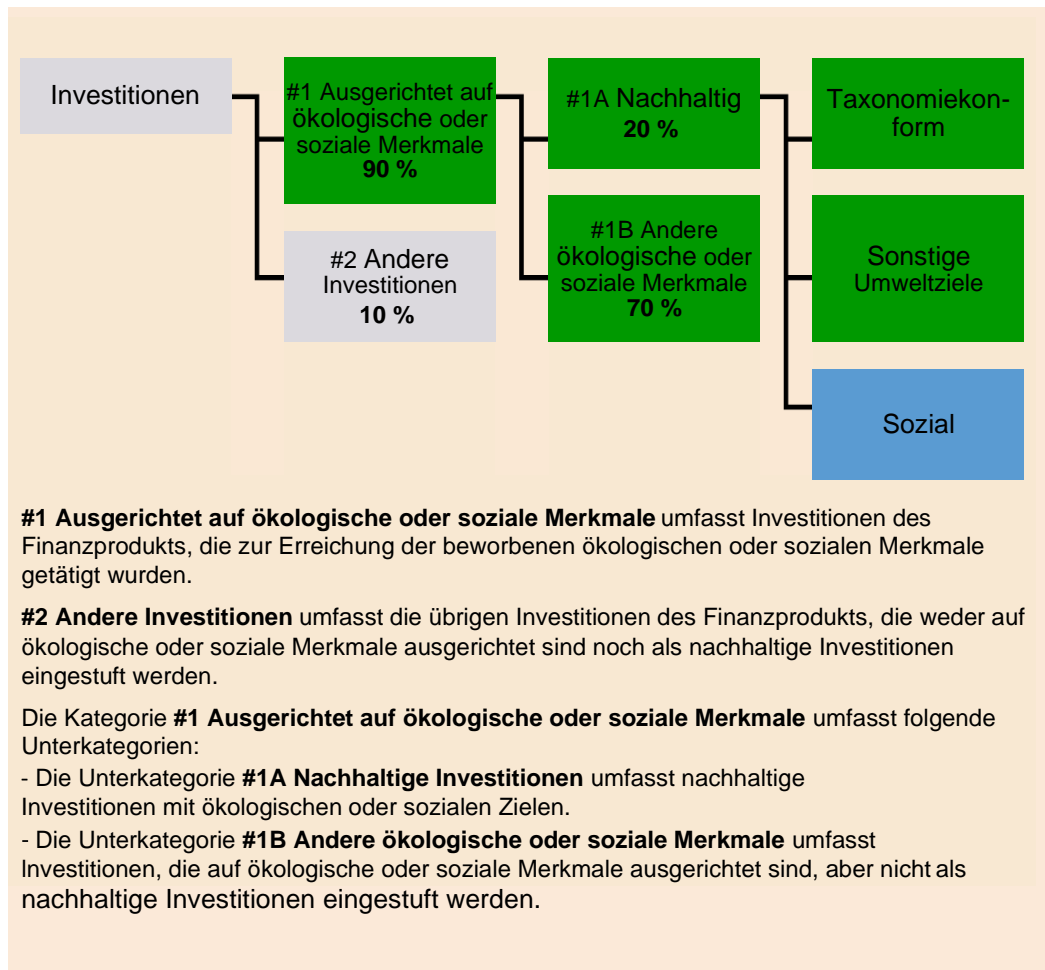 Investitionen
#1 Ausgerichtet auf
ökologische oder
soziale Merkmale
90 %
#2 Andere
Investitionen
10 %
#1A Nachhaltig
20 %
#1B Andere
ökologische oder
soziale Merkmale
70 %
Taxonomiekon-
form
Sonstige
Umweltziele
Sozial
#1 Ausgerichtet auf ökologische oder soziale Merkmale umfasst Investitionen des
Finanzprodukts, die zur Erreichung der beworbenen ökologischen oder sozialen Merkmale
getätigt wurden.
#2 Andere Investitionen umfasst die übrigen Investitionen des Finanzprodukts, die weder auf
ökologische oder soziale Merkmale ausgerichtet sind noch als nachhaltige Investitionen
eingestuft werden.
Die Kategorie #1 Ausgerichtet auf ökologische oder soziale Merkmale umfasst folgende
Unterkategorien:
- Die Unterkategorie #1A Nachhaltige Investitionen umfasst nachhaltige
Investitionen mit ökologischen oder sozialen Zielen.
- Die Unterkategorie #1B Andere ökologische oder soziale Merkmale umfasst
Investitionen, die auf ökologische oder soziale Merkmale ausgerichtet sind, aber nicht als
nachhaltige Investitionen eingestuft werden.